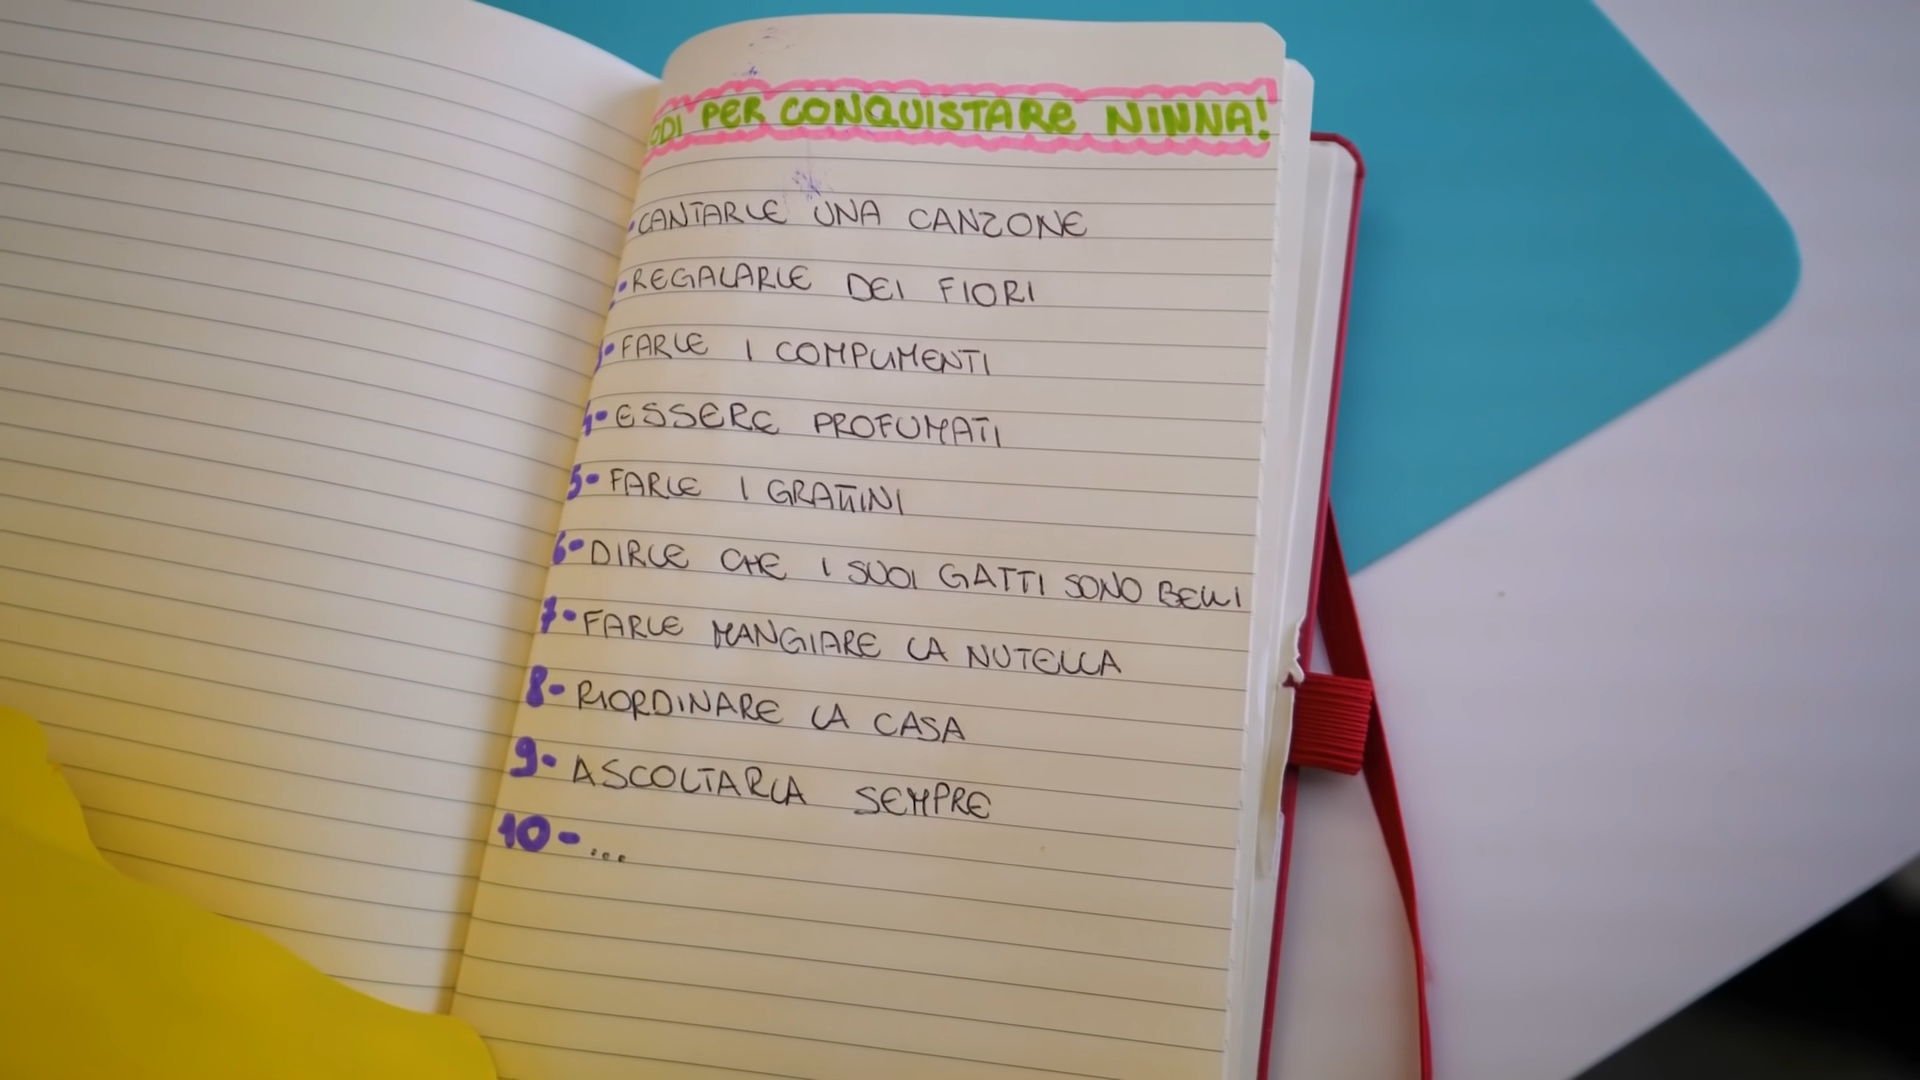 ODI PER CONQUISTARE NINNA!
- CANTARLE UNA CANZONE
- REGALARLE DEI FIORI
3- FARLE I COMPLIMENTI
4- ESSERE PROFUMATI
5- FARLE I GRATTINI
6- DIRLE CHE I SUOI GATTI SONO BELLI
7- FARLE MANGIARE LA NUTELLA
8- RIORDINARE LA CASA
9- ASCOLTARLA SEMPRE
10- ...